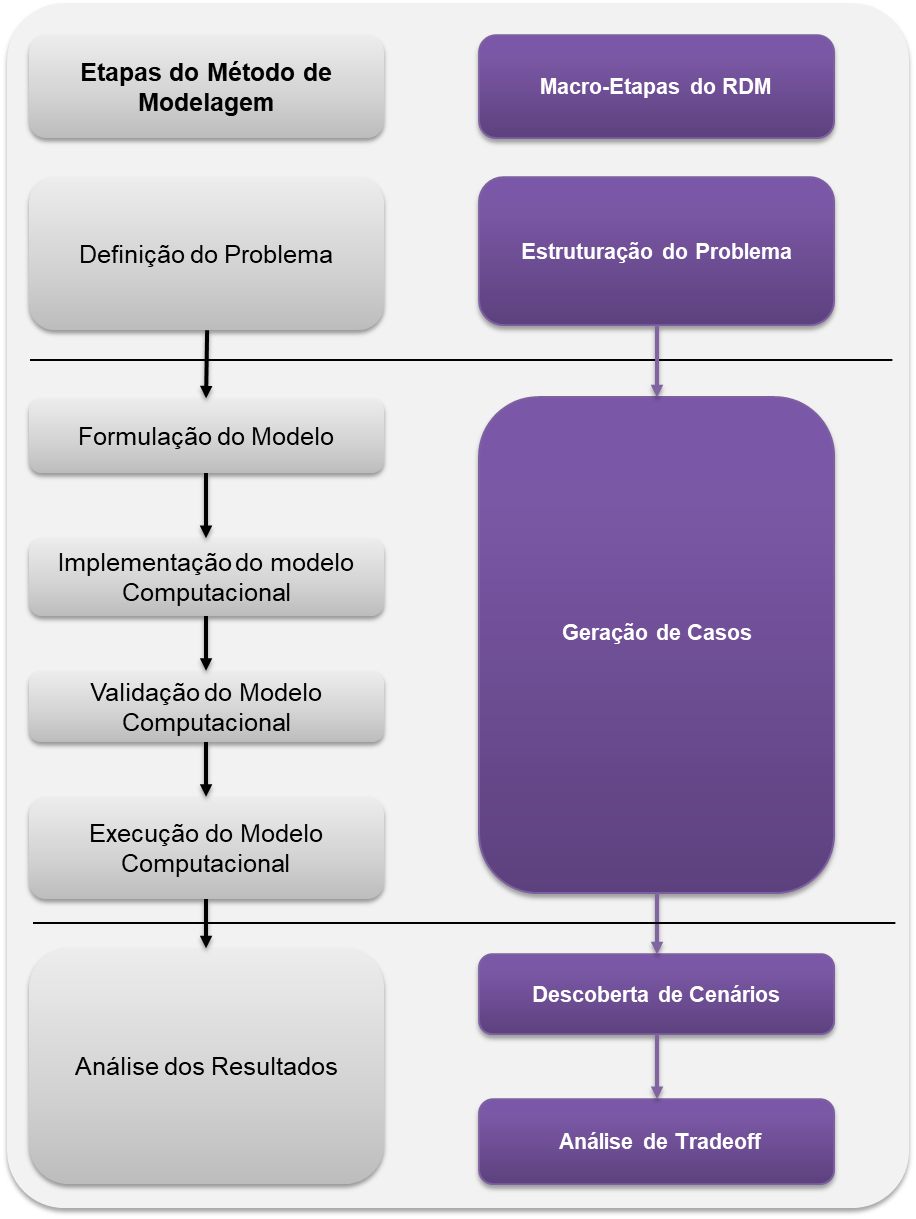 Etapas do Método de
Modelagem
Macro-Etapas do RDM
Definição do Problema
Estruturação do Problema
Formulação do Modelo
Implementação do modelo
Computacional
Validação do Modelo
Computacional
Execução do Modelo
Computacional
Geração de Casos
Análise dos Resultados
Descoberta de Cenários
Análise de Tradeoff